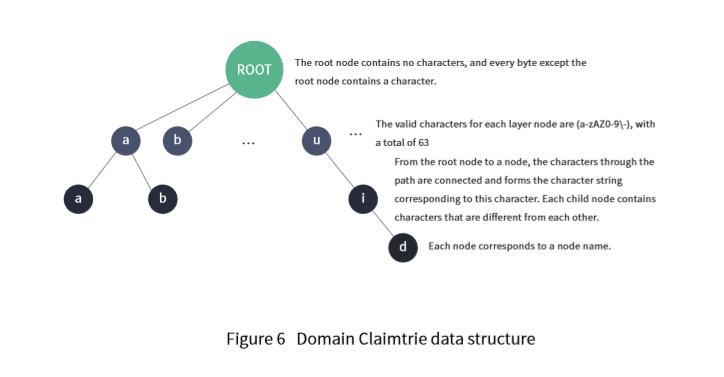 ROOT
The root node contains no characters, and every byte except the
root node contains a character.
a
b
...
u
...
The valid characters for each layer node are (a-zAZ0-9\-), with
a total of 63
From the root node to a node, the characters through the
path are connected and forms the character string
corresponding to this character. Each child node contains
characters that are different from each other.
a
b
i
d
Each node corresponds to a node name.
Figure 6 Domain Claimtrie data structure